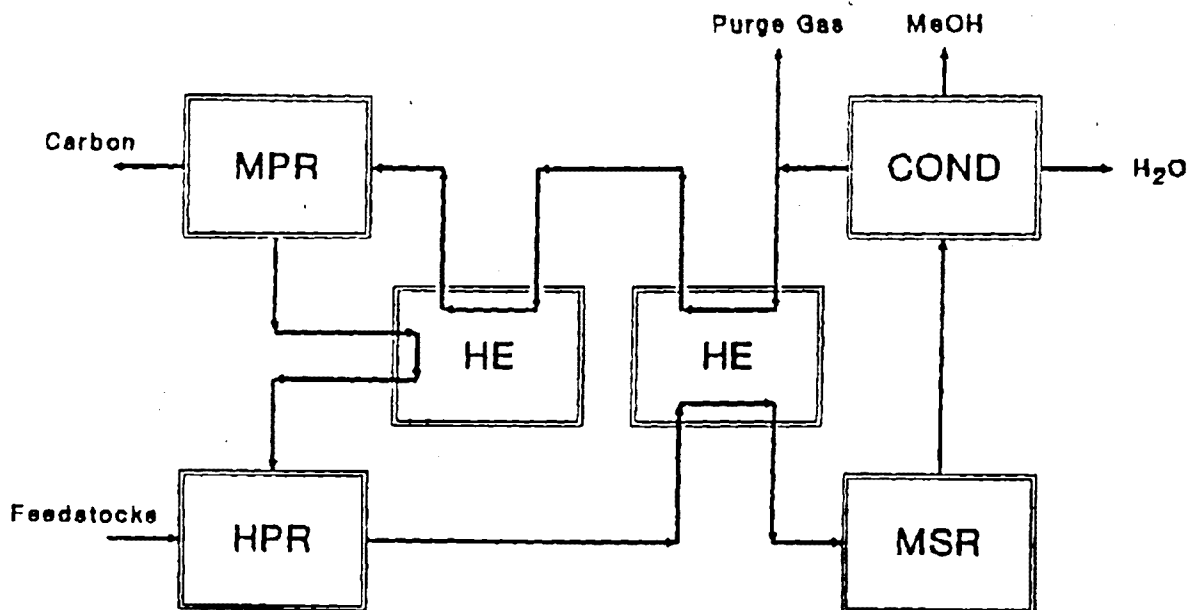 Purge Gas MeOH
Carbon MPR COND H₂O
HE HE
Feedstocks HPR MSR